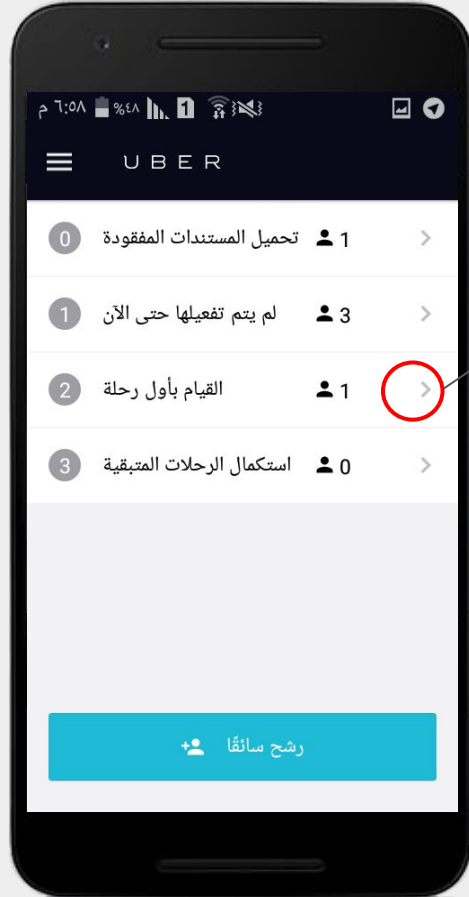 ٦:٥٨ م ٤٨% 1
UBER
0 تحميل المستندات المفقودة 1
1 لم يتم تفعيلها حتى الآن 3
2 القيام بأول رحلة 1
3 استكمال الرحلات المتبقية 0
رشح سائقًا